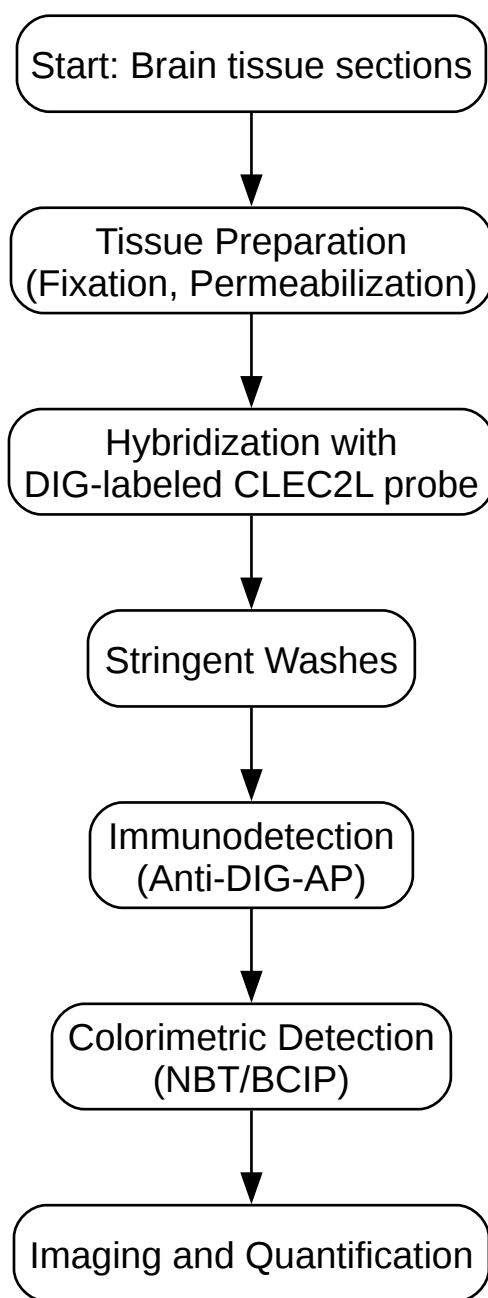 Start: Brain tissue sections
Tissue Preparation
(Fixation, Permeabilization)
Hybridization with
DIG-labeled CLEC2L probe
Stringent Washes
Immunodetection
(Anti-DIG-AP)
Colorimetric Detection
(NBT/BCIP)
Imaging and Quantification